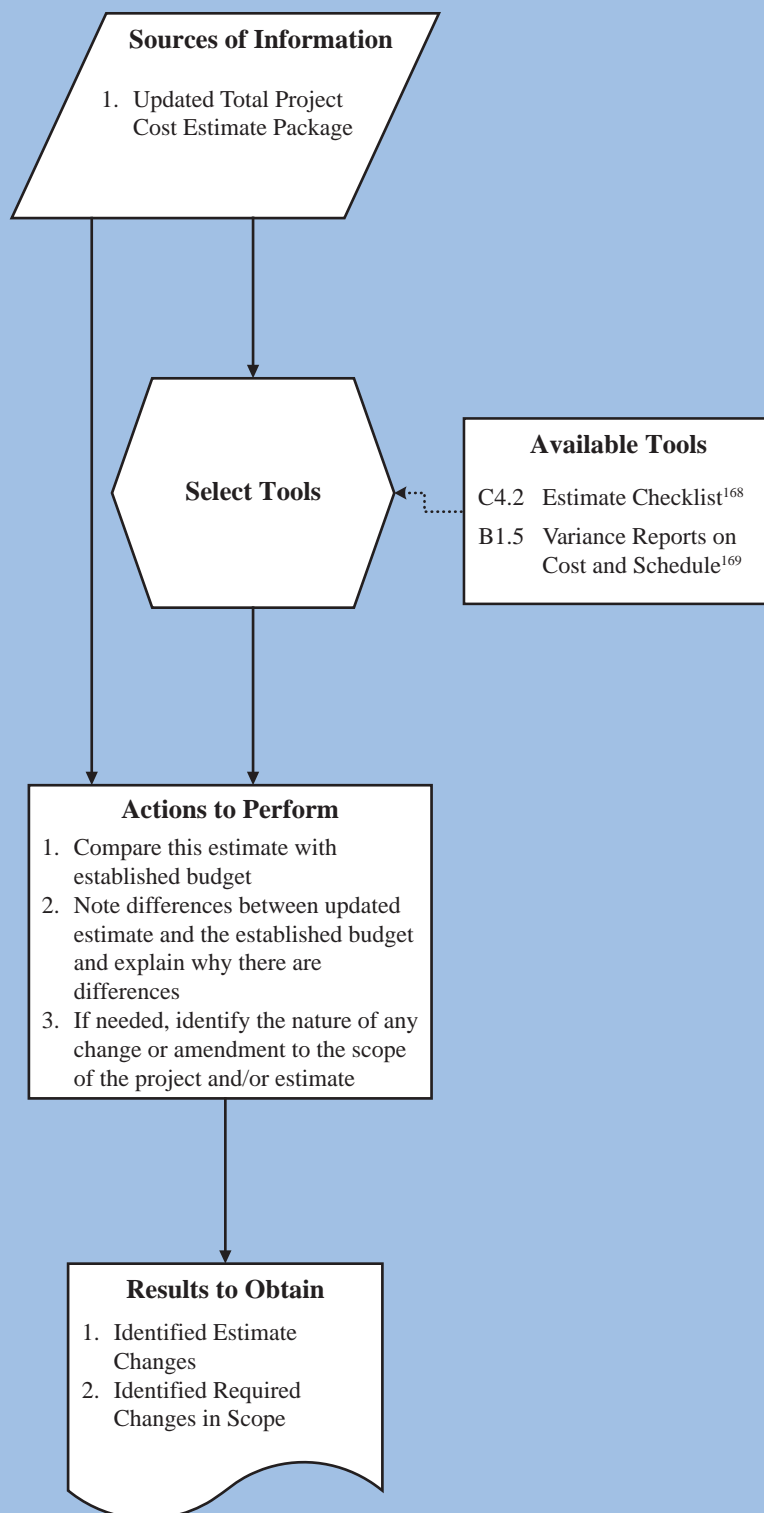 Sources of Information
1. Updated Total Project
Cost Estimate Package
Select Tools
Available Tools
C4.2 Estimate Checklist¹⁶⁸
B1.5 Variance Reports on
Cost and Schedule¹⁶⁹
Actions to Perform
1. Compare this estimate with
established budget
2. Note differences between updated
estimate and the established budget
and explain why there are
differences
3. If needed, identify the nature of any
change or amendment to the scope
of the project and/or estimate
Results to Obtain
1. Identified Estimate
Changes
2. Identified Required
Changes in Scope